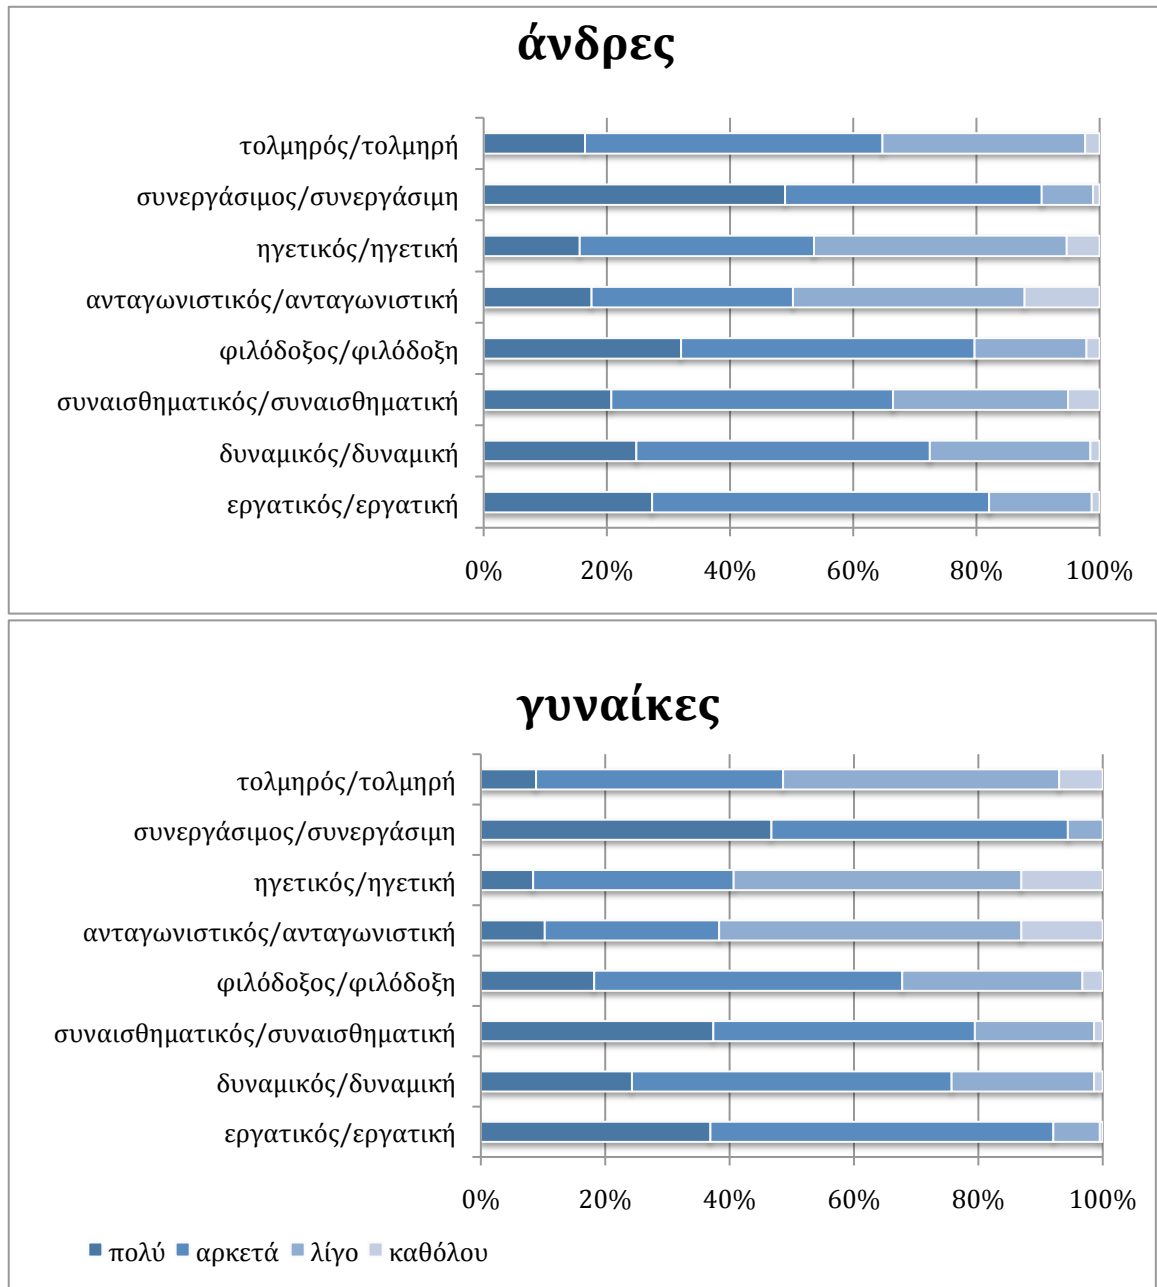 άνδρες
τολμηρός/τολμηρή
συνεργάσιμος/συνεργάσιμη
ηγετικός/ηγετική
ανταγωνιστικός/ανταγωνιστική
φιλόδοξος/φιλόδοξη
συναισθηματικός/συναισθηματική
δυναμικός/δυναμική
εργατικός/εργατική
0% 20% 40% 60% 80% 100%
γυναίκες
τολμηρός/τολμηρή
συνεργάσιμος/συνεργάσιμη
ηγετικός/ηγετική
ανταγωνιστικός/ανταγωνιστική
φιλόδοξος/φιλόδοξη
συναισθηματικός/συναισθηματική
δυναμικός/δυναμική
εργατικός/εργατική
0% 20% 40% 60% 80% 100%
πολύ αρκετά λίγο καθόλου